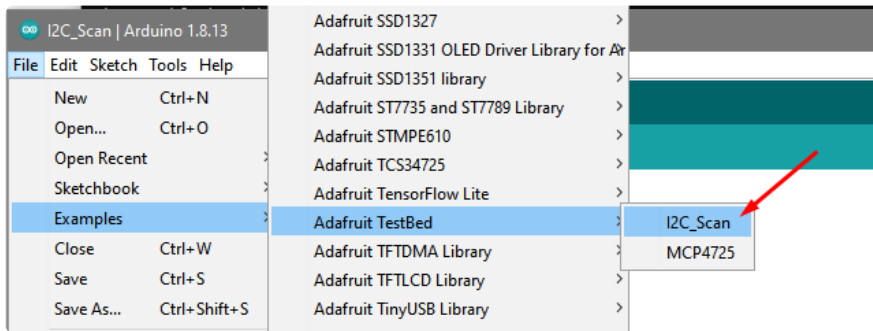 I2C_Scan | Arduino 1.8.13
File Edit Sketch Tools Help
New Ctrl+N
Open... Ctrl+O
Open Recent
Sketchbook
Examples
Close Ctrl+W
Save Ctrl+S
Save As... Ctrl+Shift+S
Adafruit SSD1327
Adafruit SSD1331 OLED Driver Library for Ar
Adafruit SSD1351 library
Adafruit ST7735 and ST7789 Library
Adafruit STMPE610
Adafruit TCS34725
Adafruit TensorFlow Lite
Adafruit TestBed
Adafruit TFTDMA Library
Adafruit TFTLCD Library
Adafruit TinyUSB Library
I2C_Scan
MCP4725